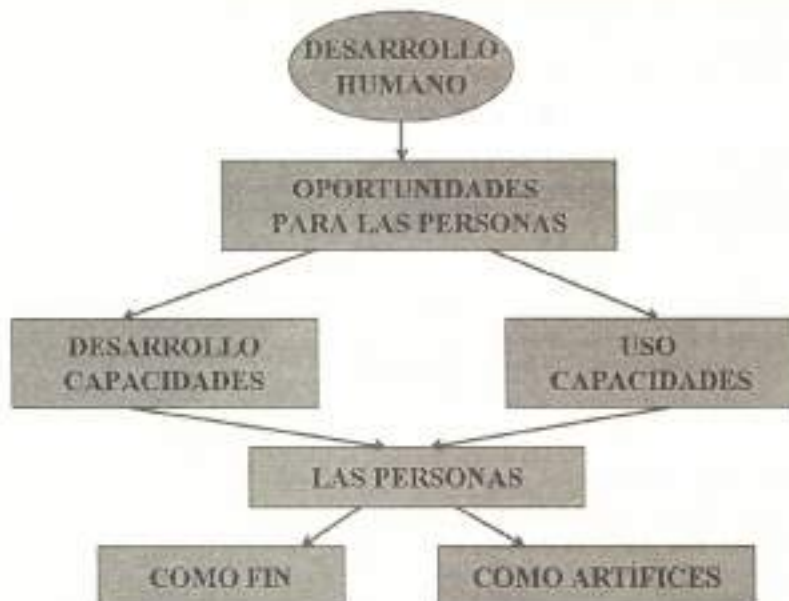 DESARROLLO
HUMANO
OPORTUNIDADES
PARA LAS PERSONAS
DESARROLLO
CAPACIDADES
USO
CAPACIDADES
LAS PERSONAS
COMO FIN
COMO ARTÍFICES